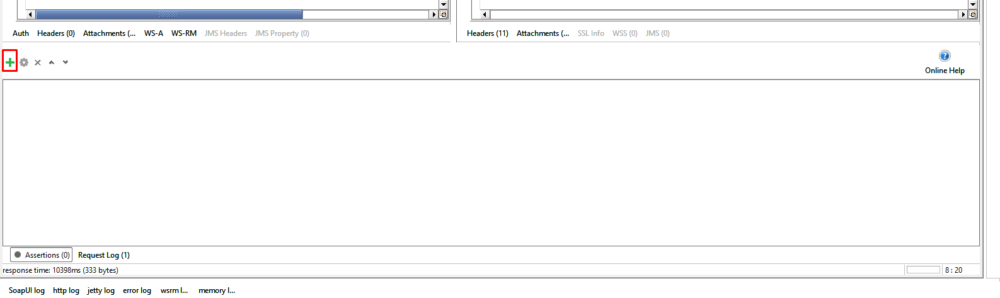 Auth Headers (0) Attachments (... WS-A WS-RM JMS Headers JMS Property (0)
Headers (11) Attachments (... SSL Info WSS (0) JMS (0)
Online Help
Assertions (0) Request Log (1)
response time: 10398ms (333 bytes)
8 : 20
SoapUI log http log jetty log error log wsrm l... memory l...